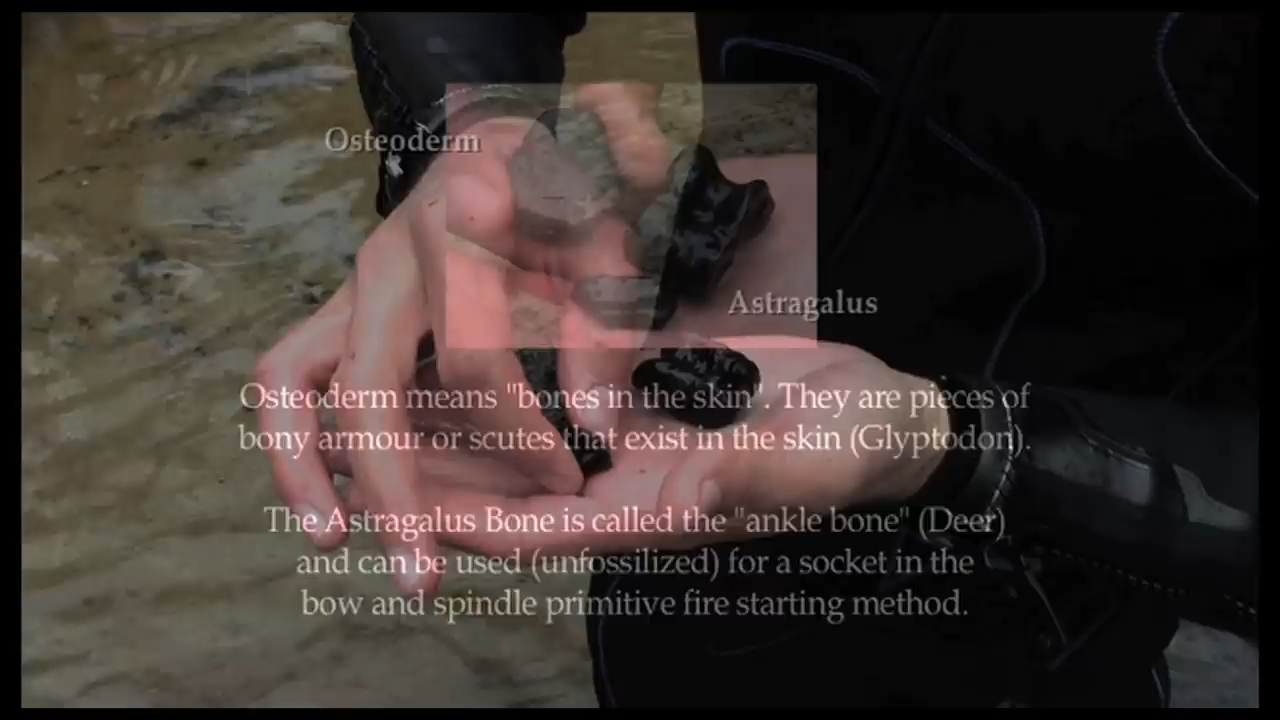 Osteoderm
Astragalus
Osteoderm means "bones in the skin". They are pieces of
bony armour or scutes that exist in the skin (Glyptodon).
The Astragalus Bone is called the "ankle bone" (Deer)
and can be used (unfossilized) for a socket in the
bow and spindle primitive fire starting method.